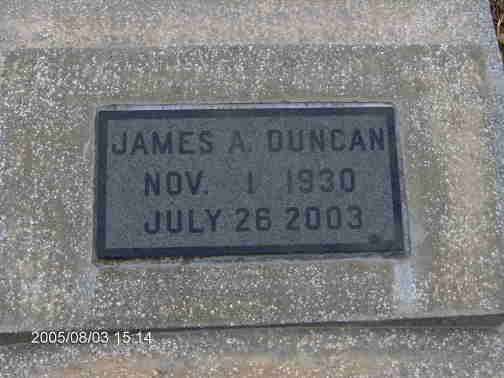 JAMES A. DUNCAN
NOV. 1 1930
JULY 26 2003
2005/08/03 15:14